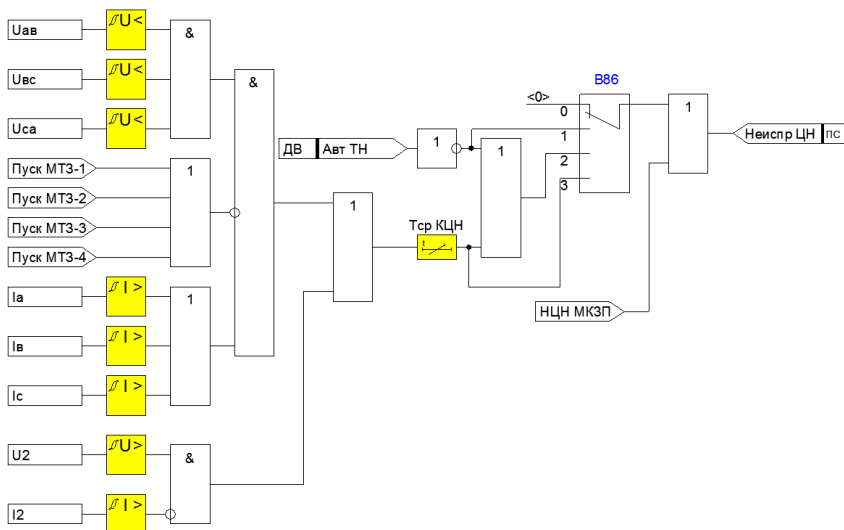 Uав
U<
&
Uвс
U<
Uса
U<
&
Пуск МТЗ-1
Пуск МТЗ-2
Пуск МТЗ-3
Пуск МТЗ-4
1
Iа
I >
1
Iв
I >
Iс
I >
U2
U>
&
I2
I >
1
ДВ Авт ТН
1
Тср КЦН
t
1
В86
<0>
0
1
2
3
НЦН МКЗП
1
Неиспр ЦН ПС